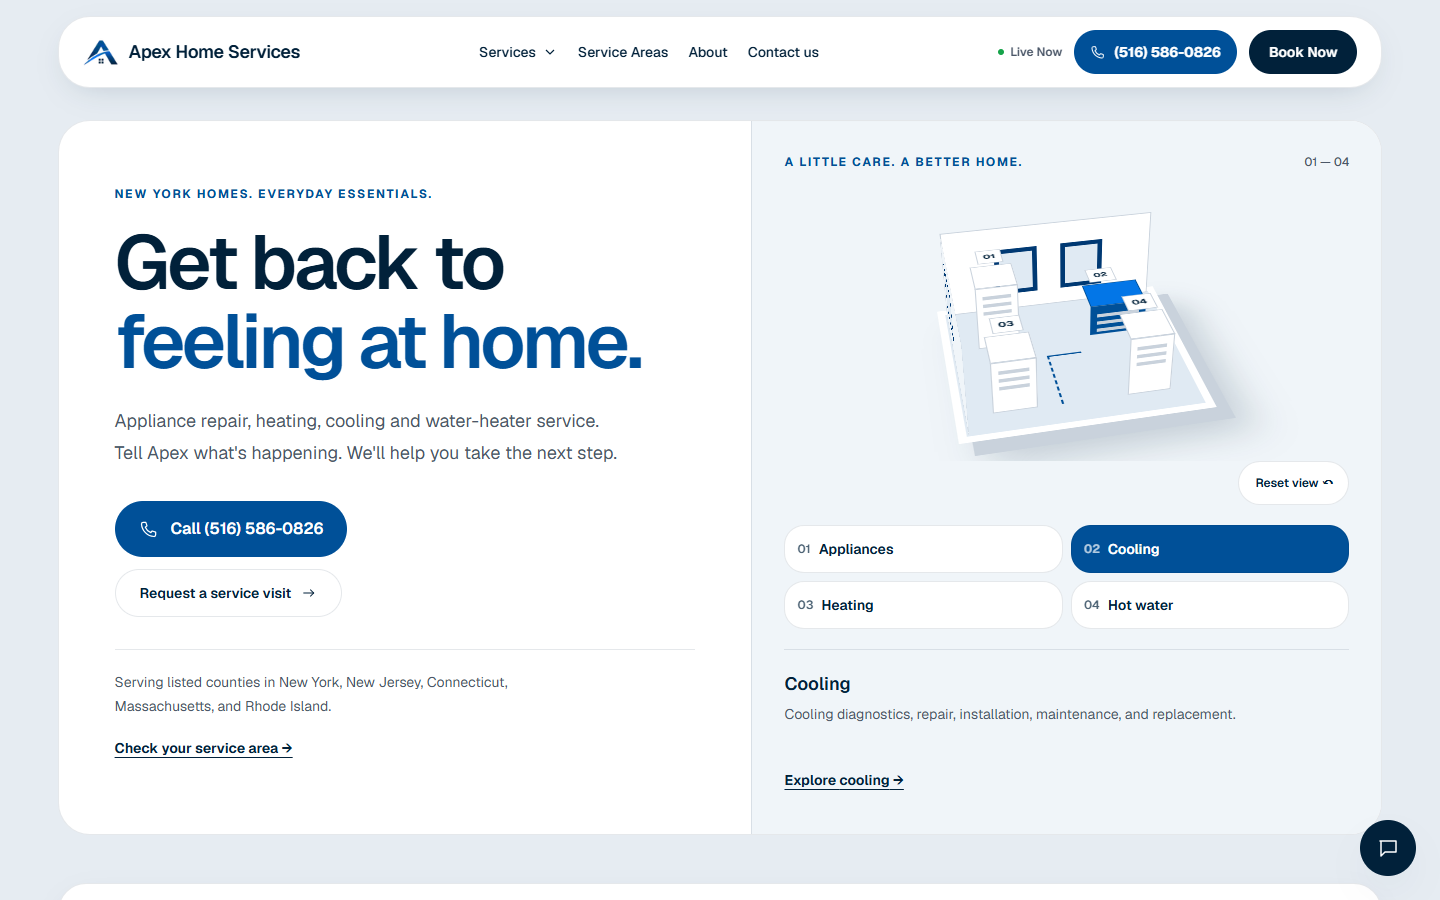 Apex Home Services
Services
Service Areas
About
Contact us
Live Now
(516) 586-0826
Book Now
NEW YORK HOMES. EVERYDAY ESSENTIALS.
Get back to
feeling at home.
Appliance repair, heating, cooling and water-heater service.
Tell Apex what's happening. We'll help you take the next step.
Call (516) 586-0826
Request a service visit →
Serving listed counties in New York, New Jersey, Connecticut,
Massachusetts, and Rhode Island.
Check your service area →
A LITTLE CARE. A BETTER HOME.
01 — 04
01
02
04
03
Reset view ↶
01 Appliances
02 Cooling
03 Heating
04 Hot water
Cooling
Cooling diagnostics, repair, installation, maintenance, and replacement.
Explore cooling →